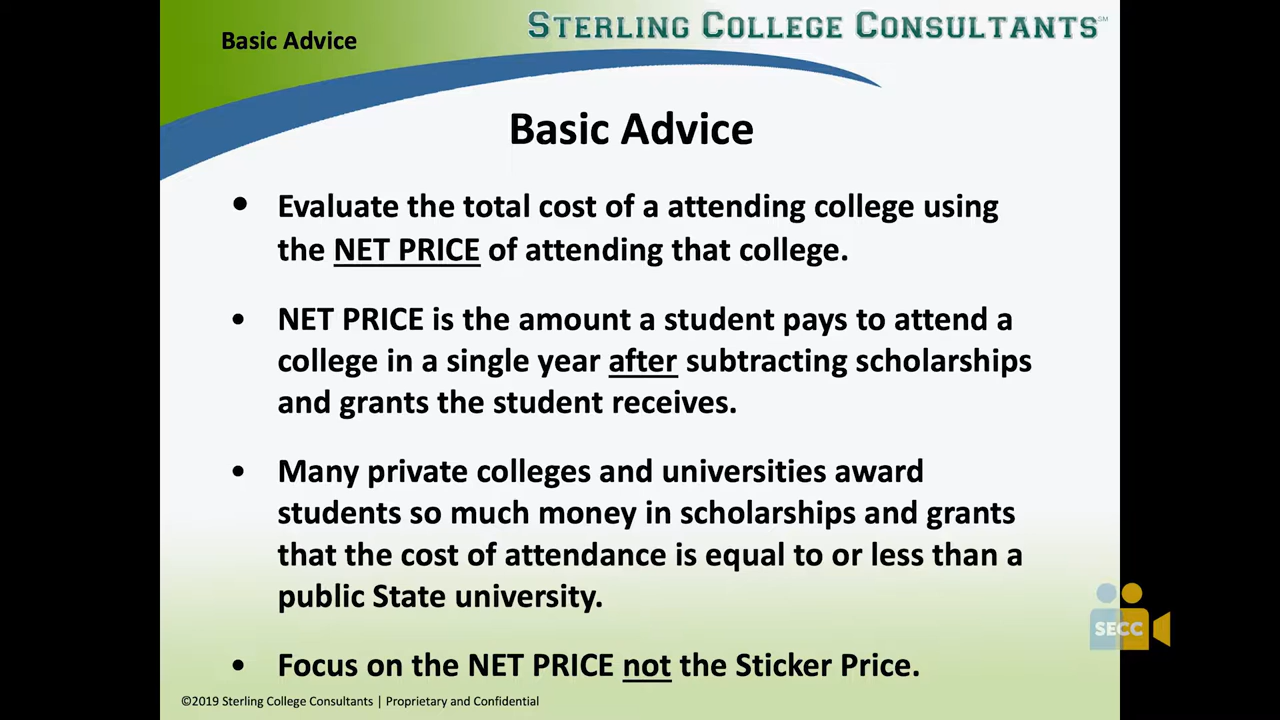 Basic Advice
STERLING COLLEGE CONSULTANTS℠
Basic Advice
• Evaluate the total cost of a attending college using
the NET PRICE of attending that college.
• NET PRICE is the amount a student pays to attend a
college in a single year after subtracting scholarships
and grants the student receives.
• Many private colleges and universities award
students so much money in scholarships and grants
that the cost of attendance is equal to or less than a
public State university.
• Focus on the NET PRICE not the Sticker Price.
©2019 Sterling College Consultants | Proprietary and Confidential
SECC